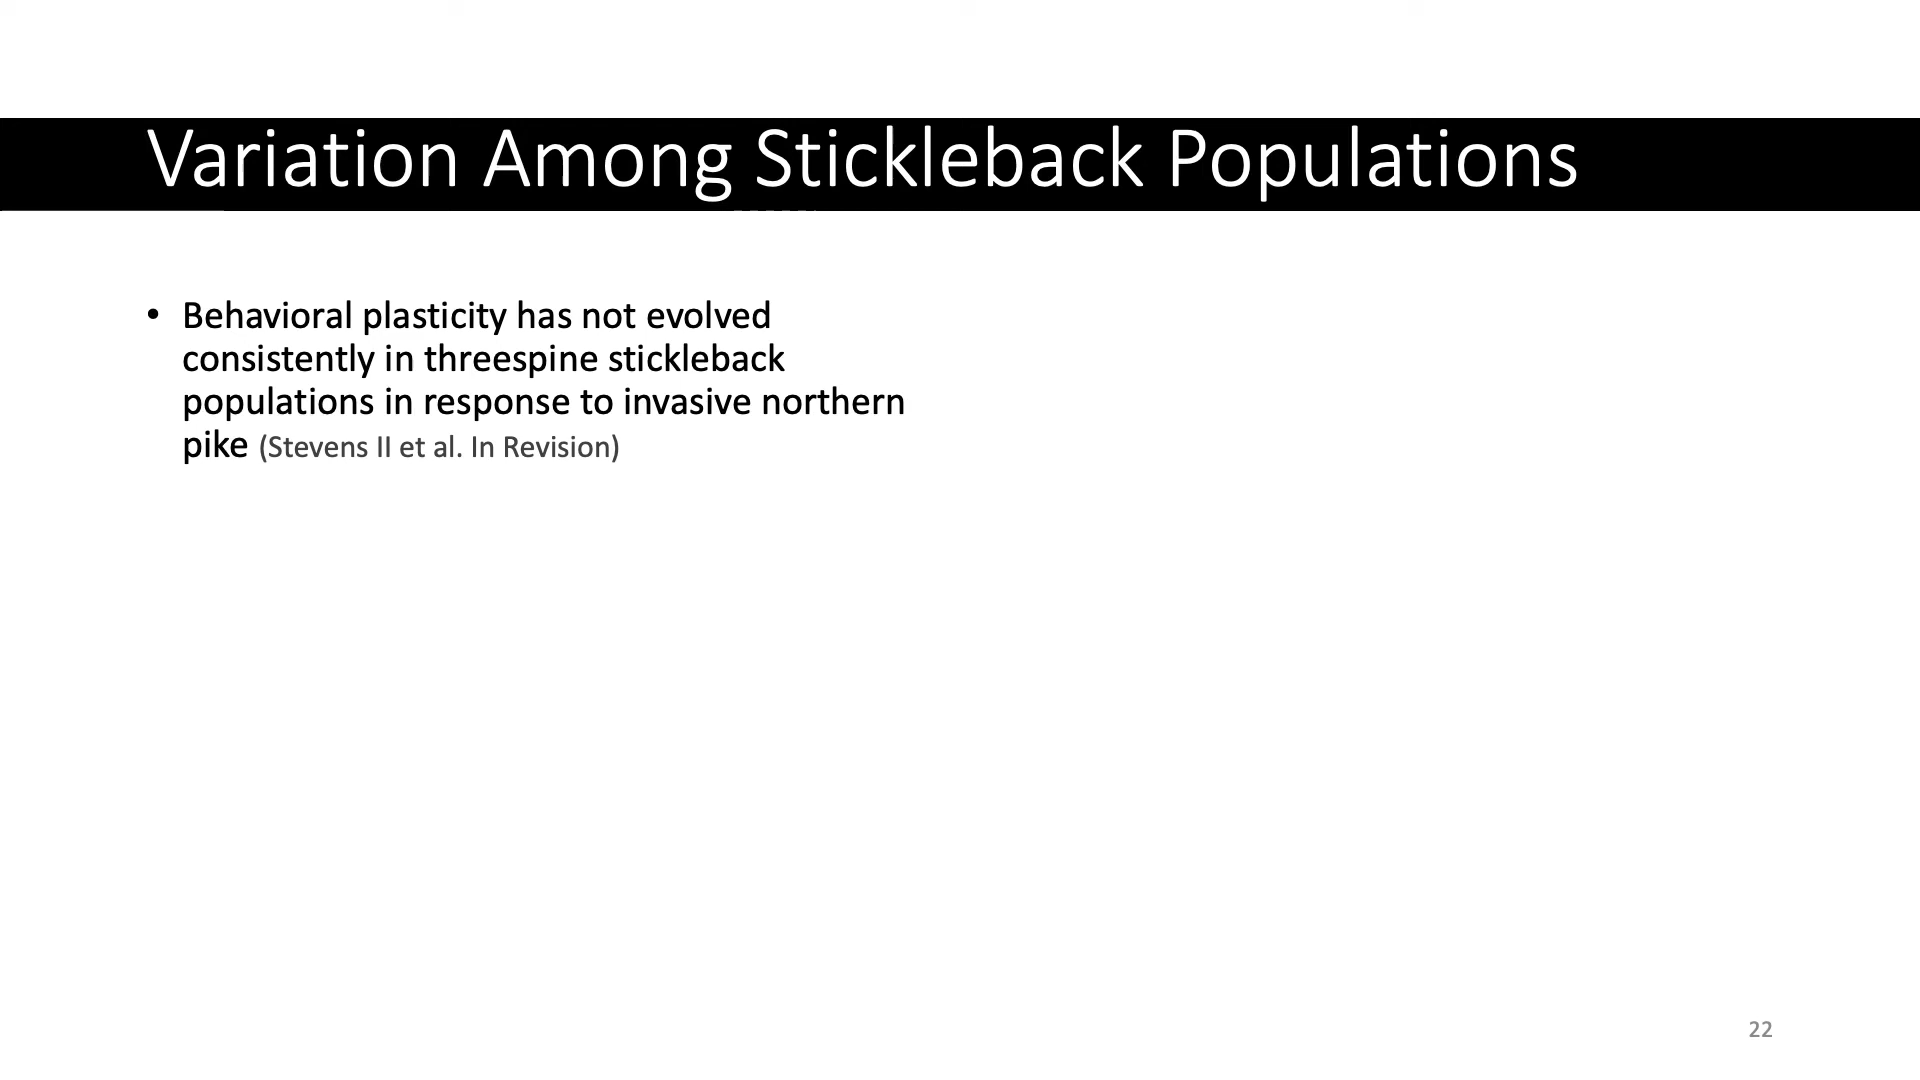 Variation Among Stickleback Populations
• Behavioral plasticity has not evolved
consistently in threespine stickleback
populations in response to invasive northern
pike (Stevens II et al. In Revision)
22